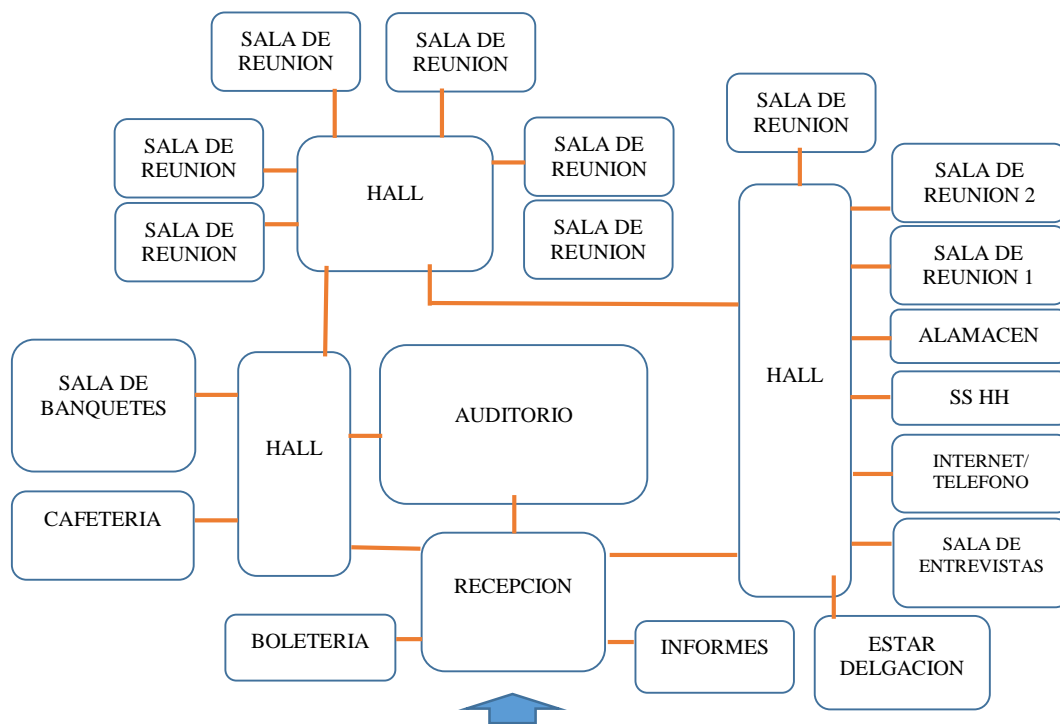 SALA DE
REUNION
SALA DE
REUNION
SALA DE
REUNION
SALA DE
REUNION
HALL
SALA DE
REUNION
SALA DE
REUNION
SALA DE
REUNION
SALA DE
REUNION 2
SALA DE
REUNION 1
ALAMACEN
HALL
SS HH
INTERNET/
TELEFONO
SALA DE
ENTREVISTAS
ESTAR
DELGACION
SALA DE
BANQUETES
HALL
AUDITORIO
CAFETERIA
RECEPCION
BOLETERIA
INFORMES